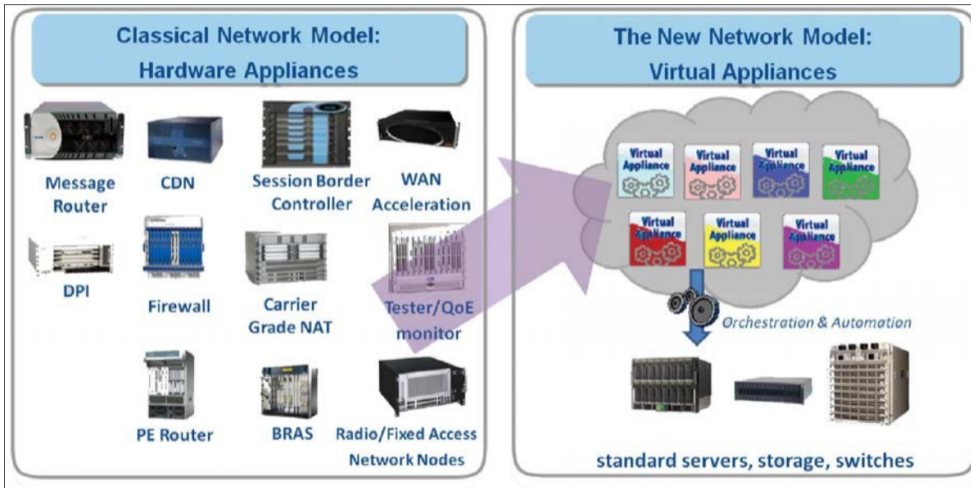 Classical Network Model:
Hardware Appliances
Message
Router
CDN
Session Border
Controller
WAN
Acceleration
DPI
Firewall
Carrier
Grade NAT
Tester/QoE
monitor
PE Router
BRAS
Radio/Fixed Access
Network Nodes
The New Network Model:
Virtual Appliances
Virtual
Appliance
Virtual
Appliance
Virtual
Appliance
Virtual
Appliance
Virtual
Appliance
Virtual
Appliance
Virtual
Appliance
Orchestration & Automation
standard servers, storage, switches